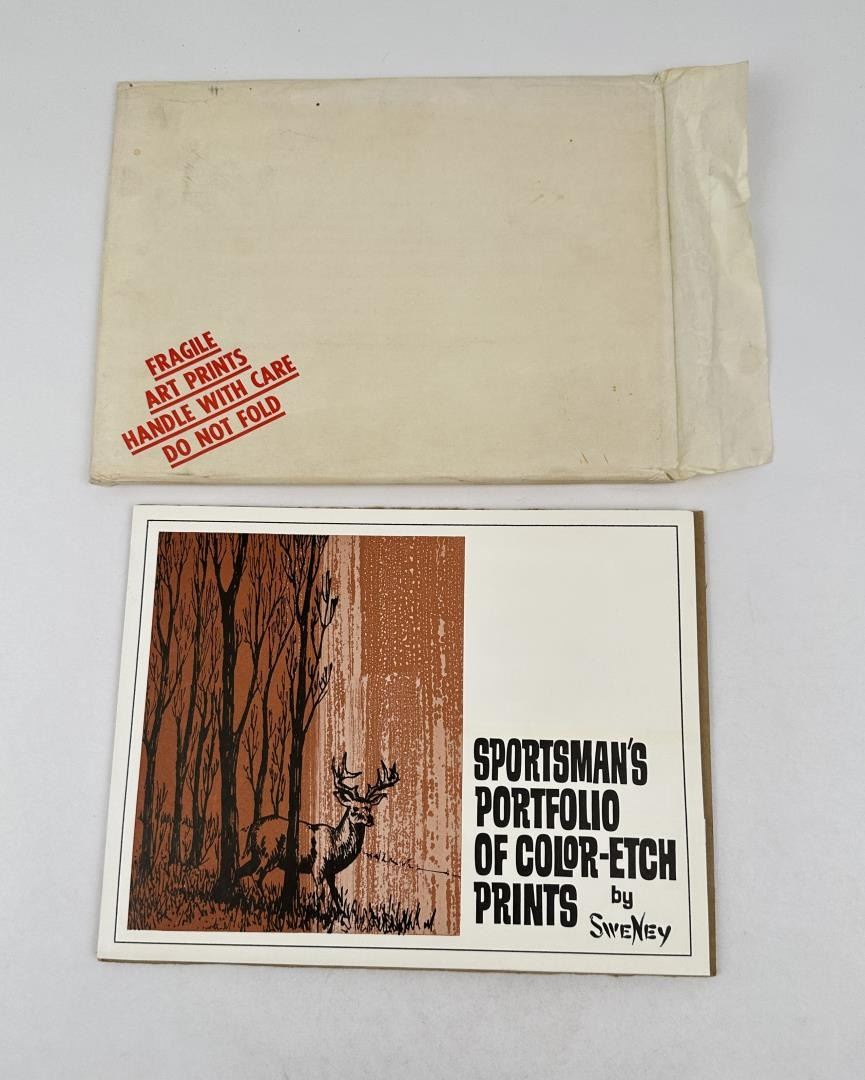 FRAGILE
ART PRINTS
HANDLE WITH CARE
DO NOT FOLD
SPORTSMAN'S
PORTFOLIO
OF COLOR-ETCH
PRINTS by
SWENEY